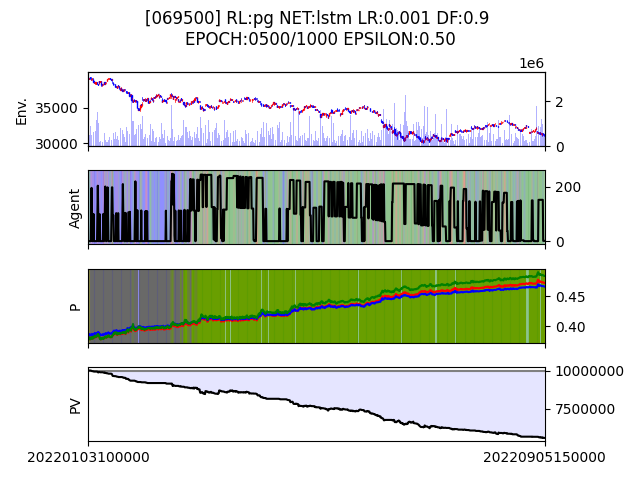 [069500] RL:pg NET:lstm LR:0.001 DF:0.9
EPOCH:0500/1000 EPSILON:0.50
1e6
Env.
35000
30000
2
0
Agent
200
0
P
0.45
0.40
PV
10000000
7500000
20220103100000
20220905150000